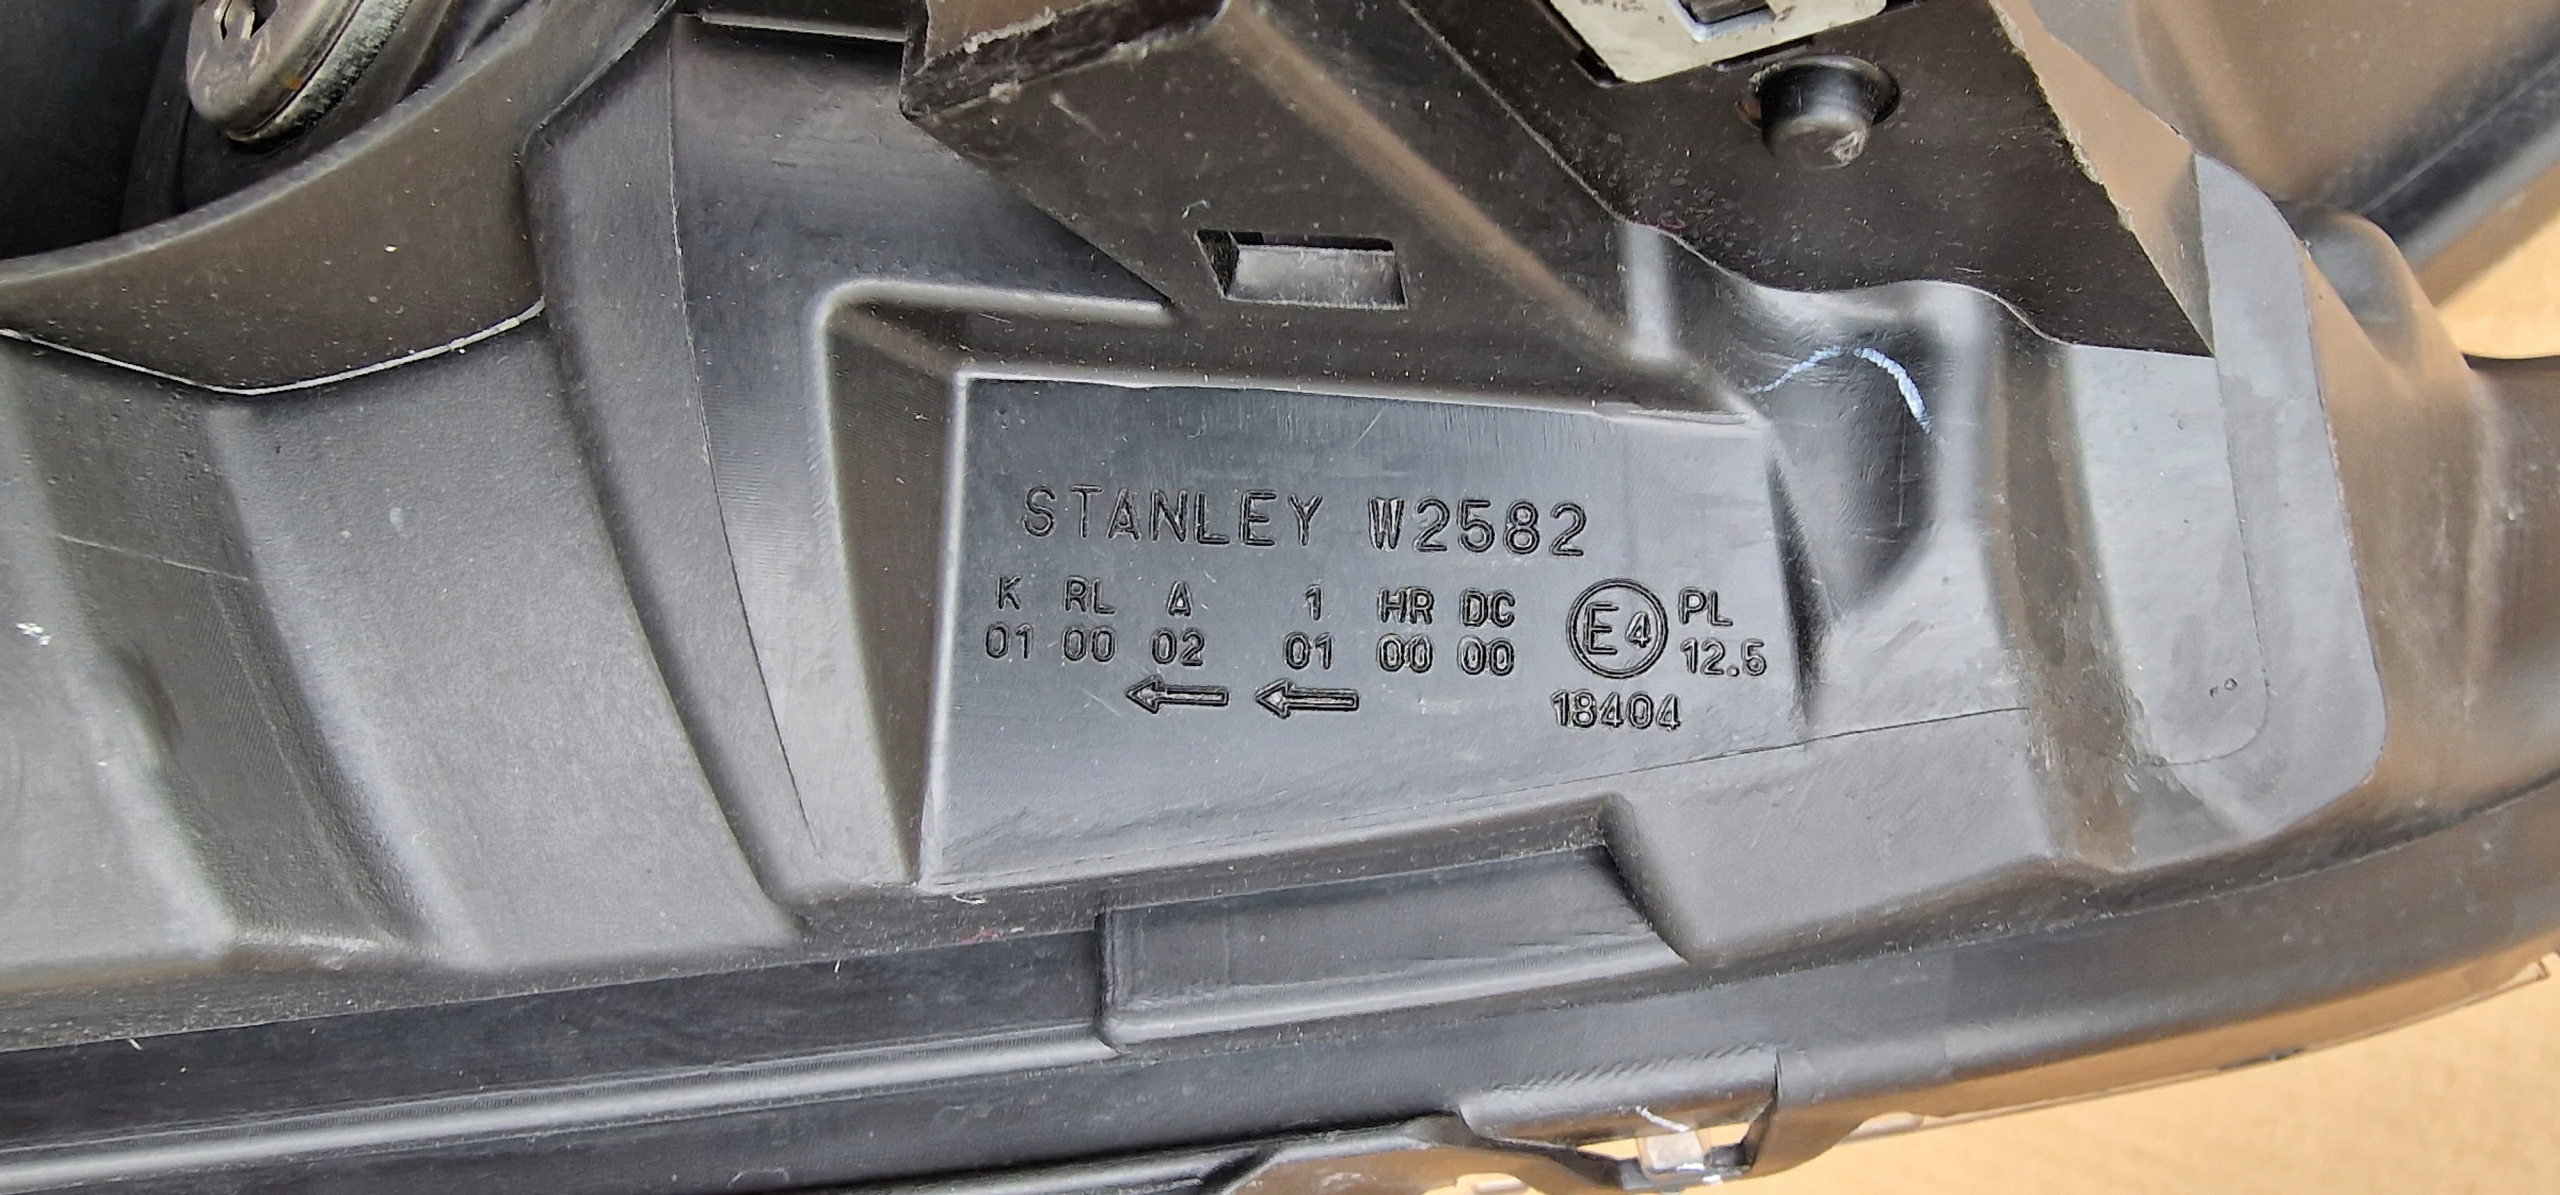 STANLEY W2582
K RL A 1 HR DC E4 PL
01 00 02 01 00 00 12.5
18404